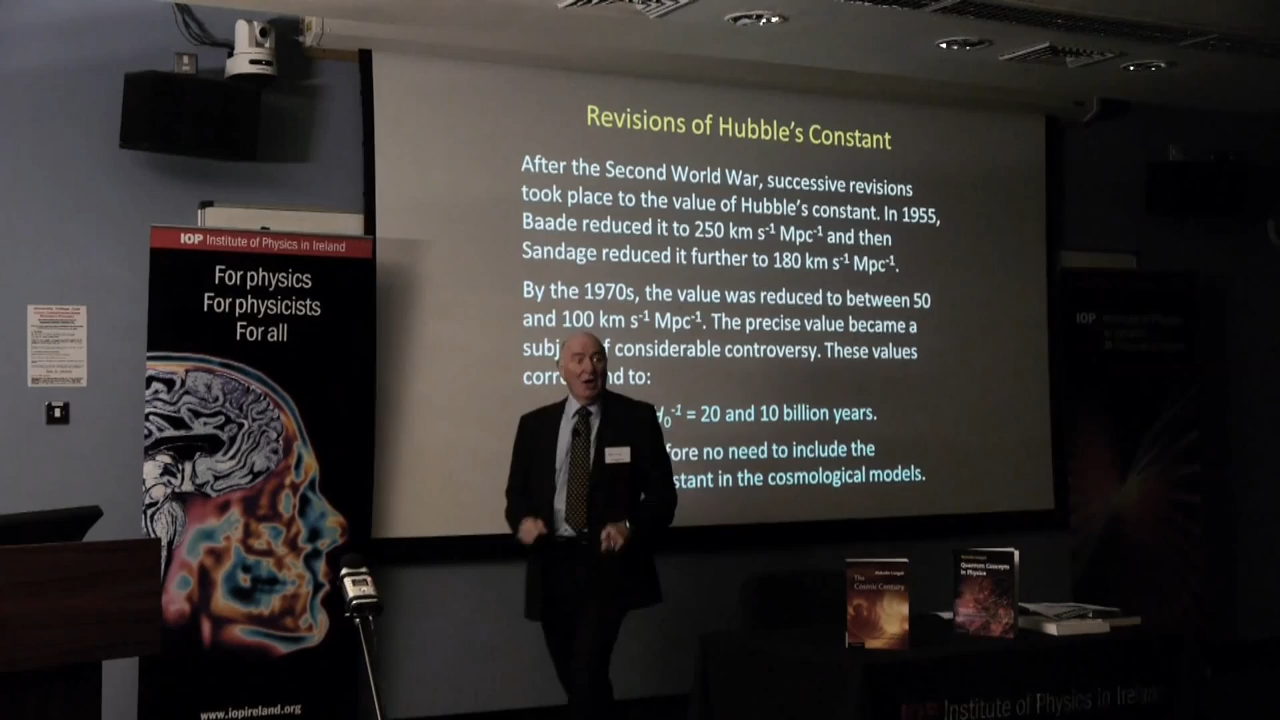 Revisions of Hubble's Constant
After the Second World War, successive revisions
took place to the value of Hubble's constant. In 1955,
Baade reduced it to 250 km s⁻¹ Mpc⁻¹ and then
Sandage reduced it further to 180 km s⁻¹ Mpc⁻¹.
By the 1970s, the value was reduced to between 50
and 100 km s⁻¹ Mpc⁻¹. The precise value became a
subj of considerable controversy. These values
corr nd to:
H₀⁻¹ = 20 and 10 billion years.
fore no need to include the
stant in the cosmological models.
IOP Institute of Physics in Ireland
For physics
For physicists
For all
www.iopireland.org
IOP
Malcolm Longair
The
Cosmic Century
Quantum Concepts
in Physics
IOP Institute of Physics in Ireland